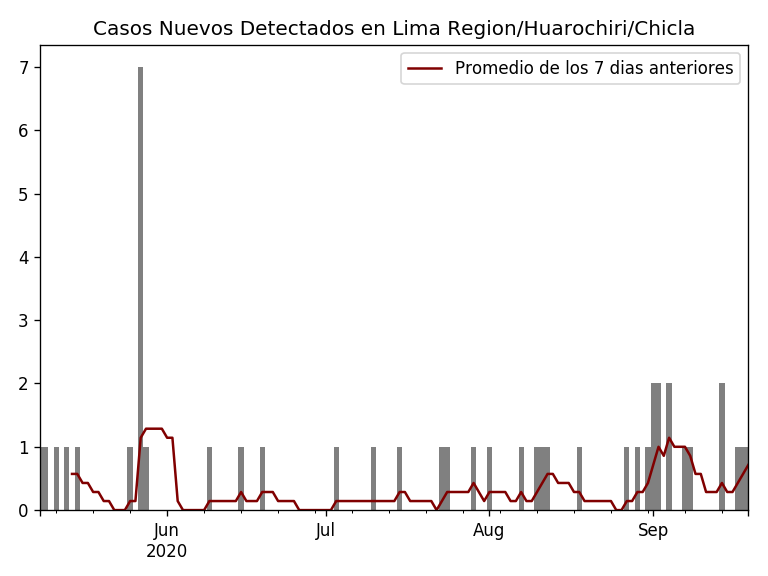 Casos Nuevos Detectados en Lima Region/Huarochiri/Chicla
Promedio de los 7 dias anteriores
7
6
5
4
3
2
1
0
Jun
2020
Jul
Aug
Sep